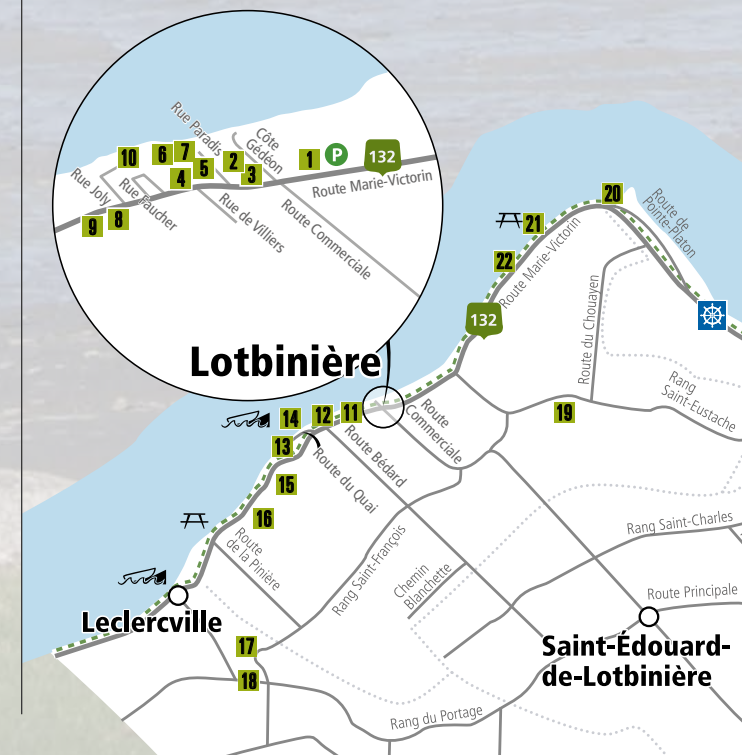 Rue Paradis
Côte
Gédéon
10
6
7
5
2
1
P
132
4
3
Route Marie-Victorin
Rue Joly
Rue Faucher
9
8
Rue de Villiers
Route Commerciale
Lotbinière
20
Route de
Pointe-Platon
21
Route Marie-Victorin
22
132
Route du Chouayen
Rang
Saint-Eustache
19
14
12
11
Route
Commerciale
13
Route Bédard
Route du Quai
15
16
Route
de la Pinière
Rang Saint-François
Chemin
Blanchette
Rang Saint-Charles
Route Principale
Leclercville
17
18
Saint-Édouard-
de-Lotbinière
Rang du Portage